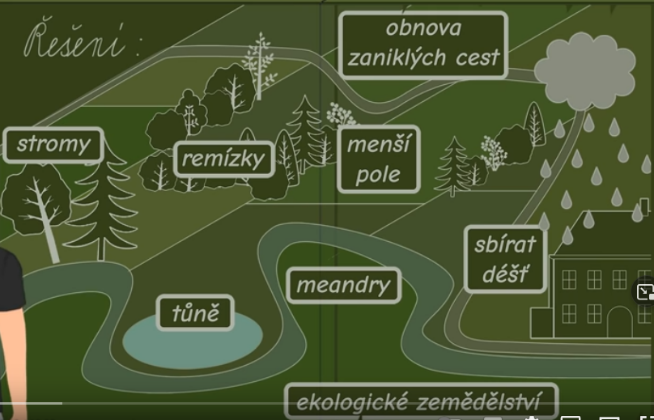 Řešení :
obnova
zaniklých cest
stromy
remízky
menší
pole
sbírat
déšť
meandry
tůně
ekologické zemědělství